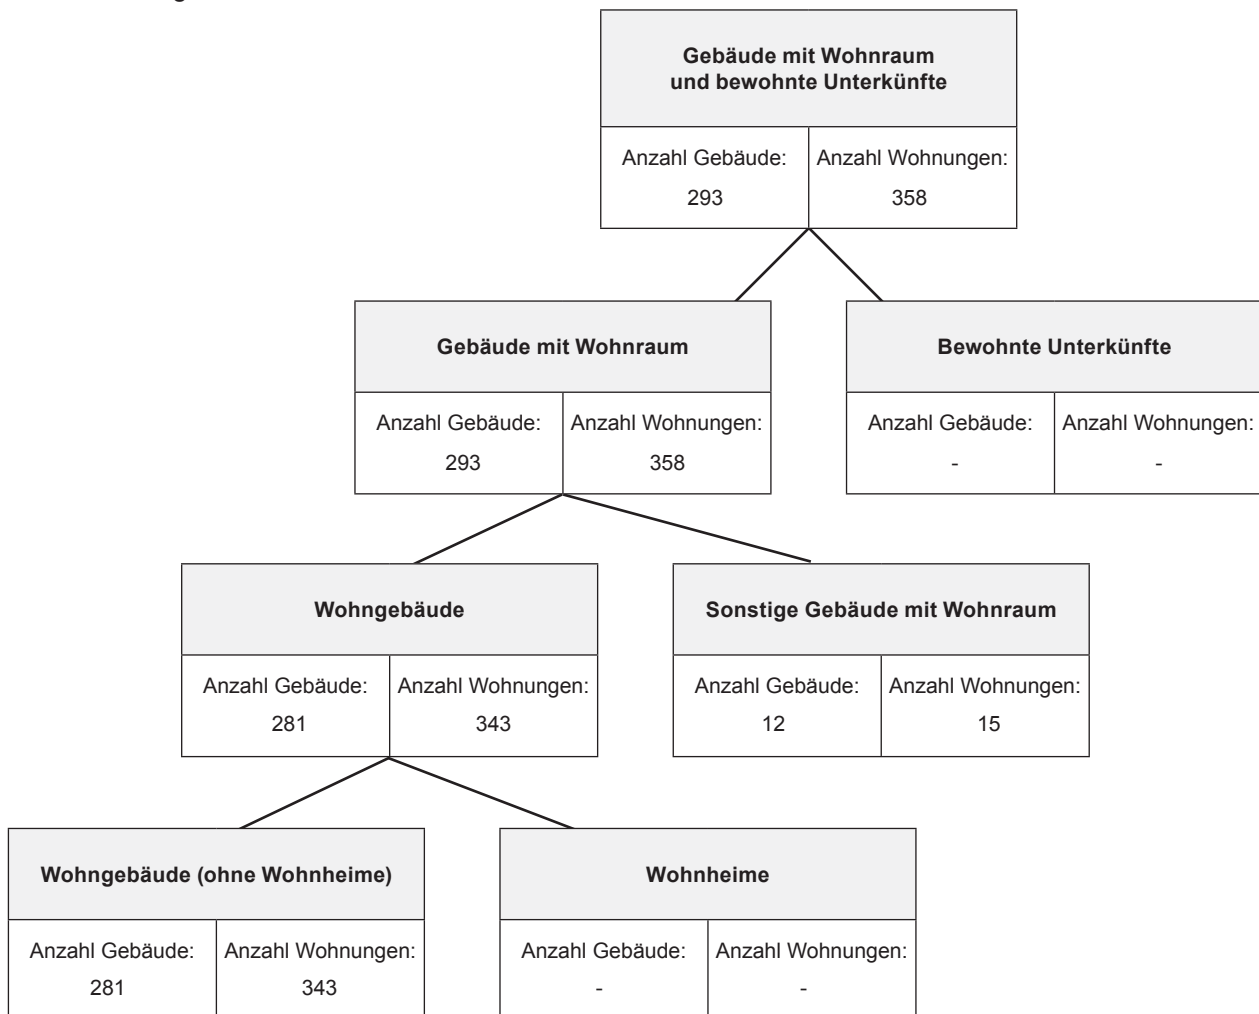 Gebäude mit Wohnraum
und bewohnte Unterkünfte
Anzahl Gebäude: Anzahl Wohnungen:
293 358
Gebäude mit Wohnraum Bewohnte Unterkünfte
Anzahl Gebäude: Anzahl Wohnungen: Anzahl Gebäude: Anzahl Wohnungen:
293 358 - -
Wohngebäude Sonstige Gebäude mit Wohnraum
Anzahl Gebäude: Anzahl Wohnungen: Anzahl Gebäude: Anzahl Wohnungen:
281 343 12 15
Wohngebäude (ohne Wohnheime) Wohnheime
Anzahl Gebäude: Anzahl Wohnungen: Anzahl Gebäude: Anzahl Wohnungen:
281 343 - -